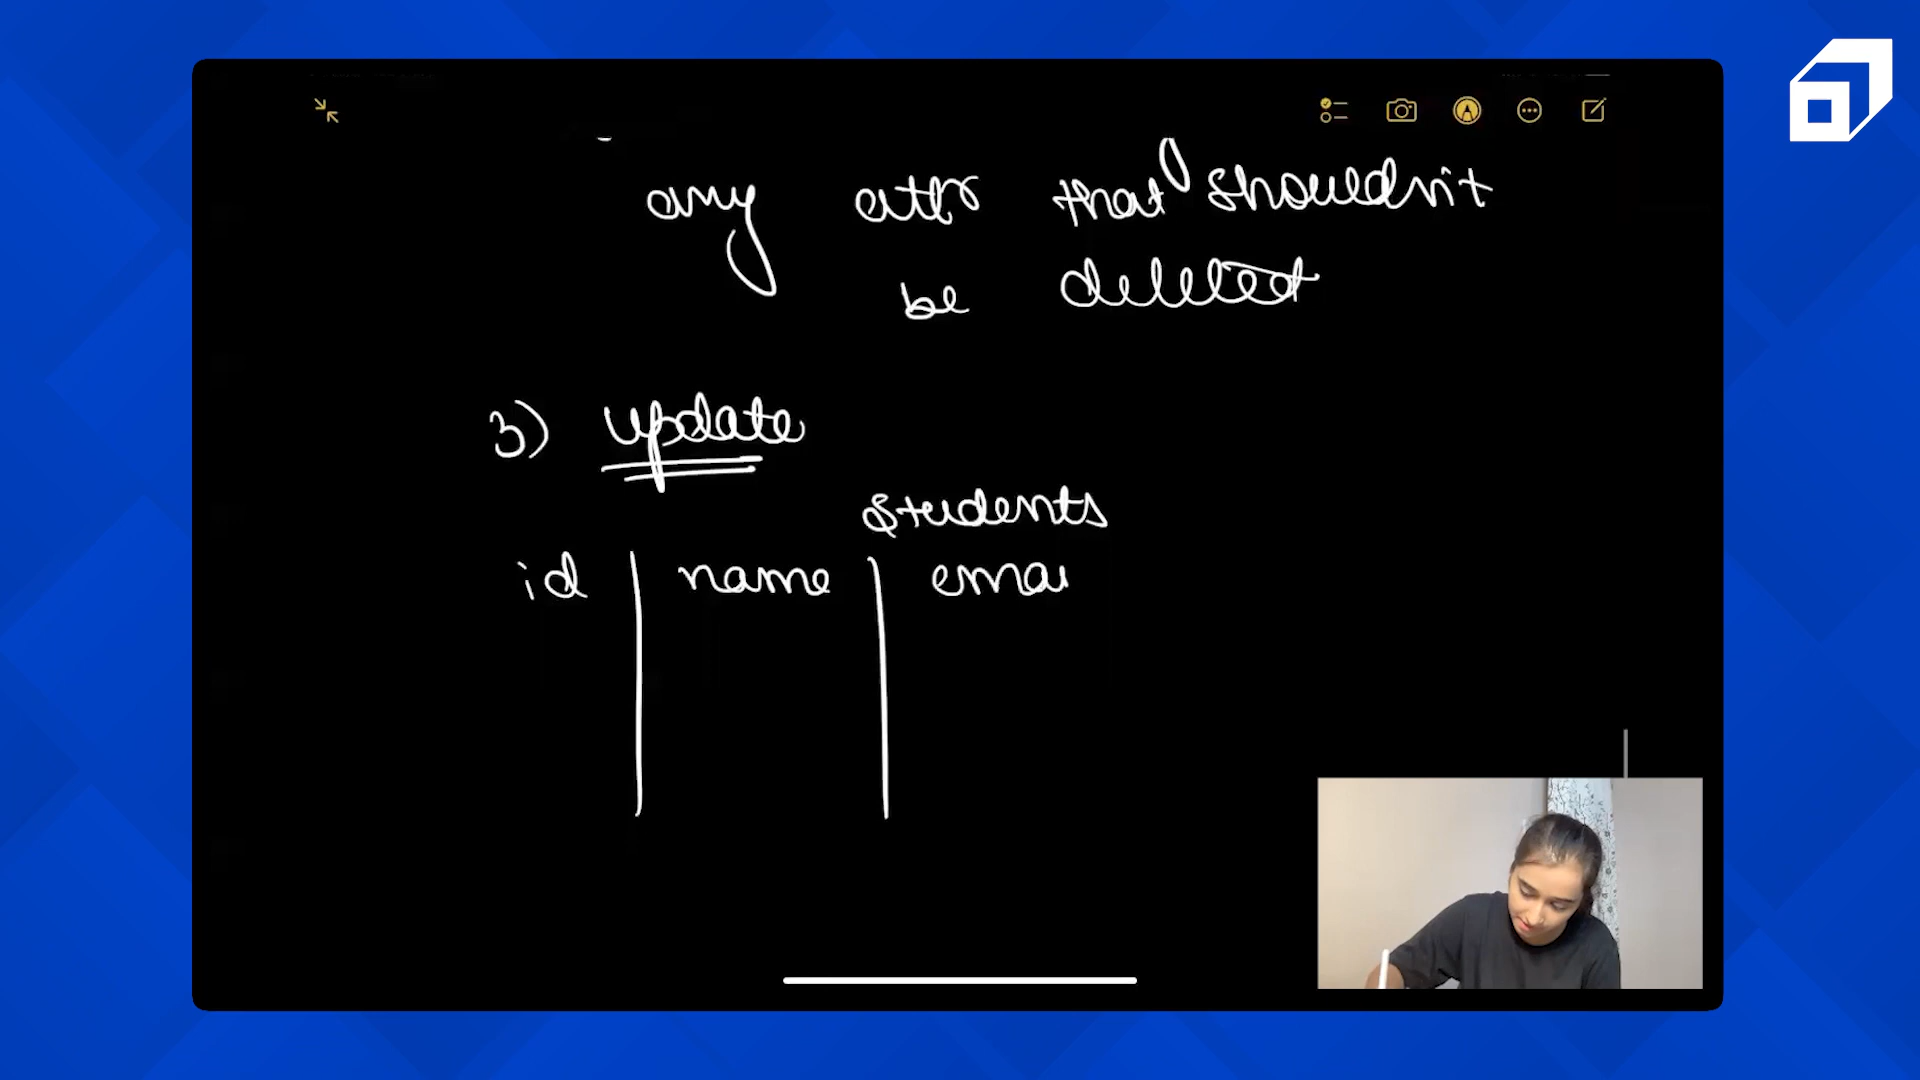 any attr that shouldn't
be deleted
3) update
students
id name emai